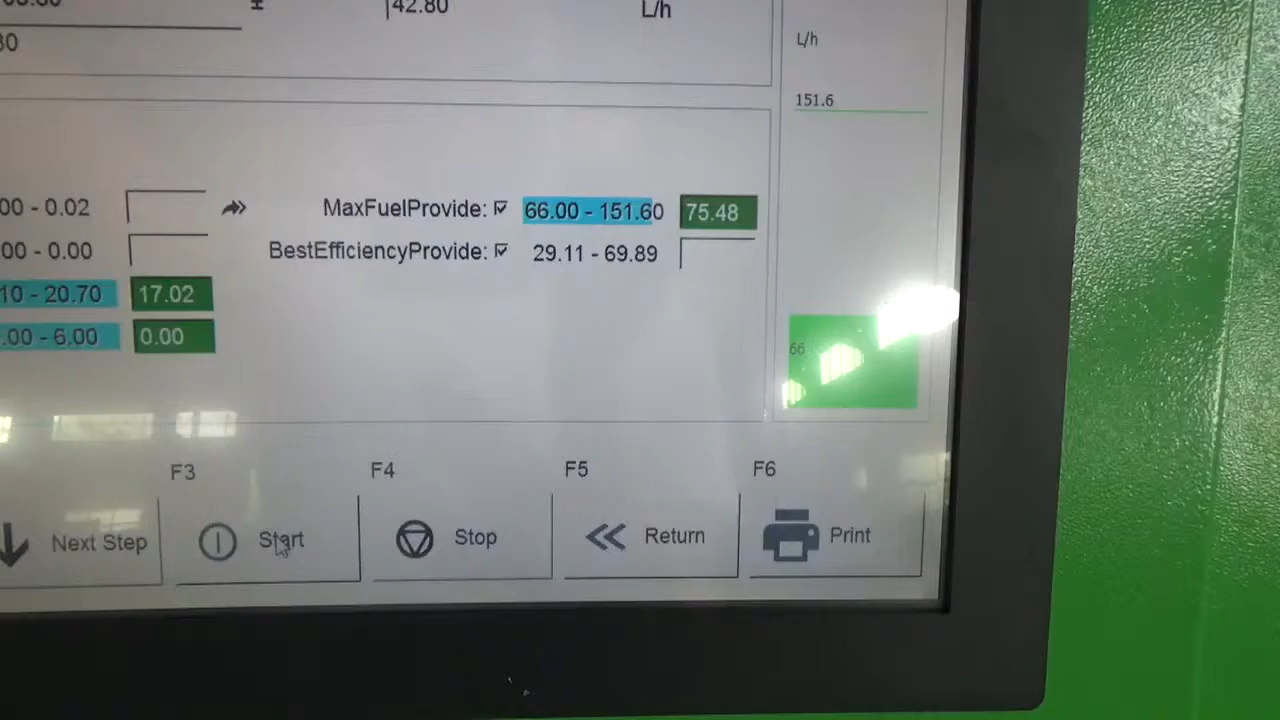 42.80 L/h
30
L/h
151.6
00 - 0.02 MaxFuelProvide: 66.00 - 151.60 75.48
00 - 0.00 BestEfficiencyProvide: 29.11 - 69.89
10 - 20.70 17.02
.00 - 6.00 0.00
66
F3 F4 F5 F6
Next Step Start Stop Return Print